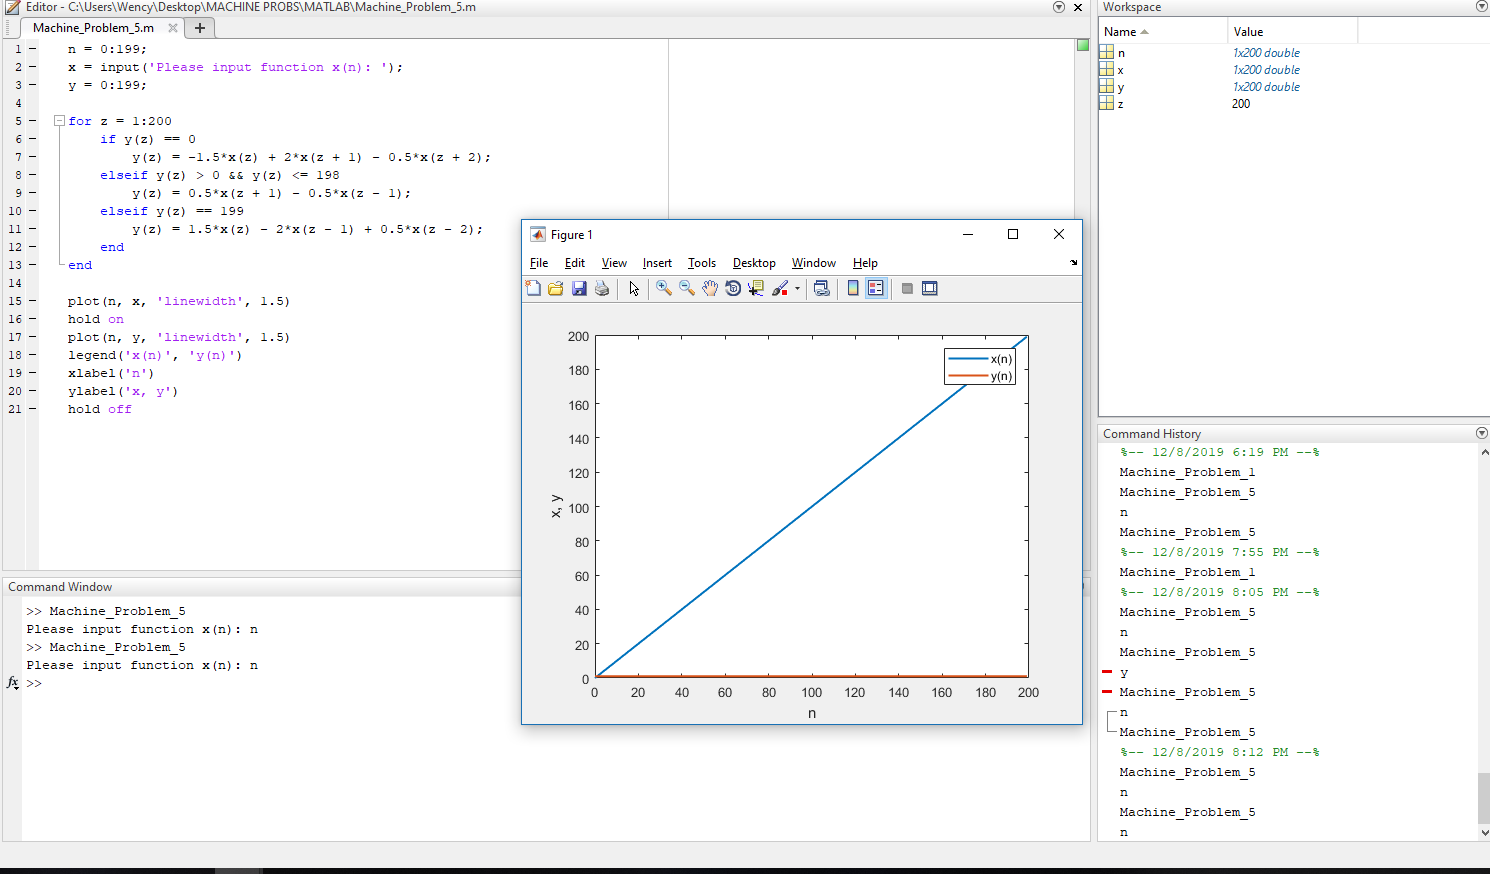 Editor - C:\Users\Wency\Desktop\MACHINE PROBS\MATLAB\Machine_Problem_5.m
Machine_Problem_5.m
1 n = 0:199;
2 x = input('Please input function x(n): ');
3 y = 0:199;
4
5 for z = 1:200
6 if y(z) == 0
7 y(z) = -1.5*x(z) + 2*x(z + 1) - 0.5*x(z + 2);
8 elseif y(z) > 0 && y(z) <= 198
9 y(z) = 0.5*x(z + 1) - 0.5*x(z - 1);
10 elseif y(z) == 199
11 y(z) = 1.5*x(z) - 2*x(z - 1) + 0.5*x(z - 2);
12 end
13 end
14
15 plot(n, x, 'linewidth', 1.5)
16 hold on
17 plot(n, y, 'linewidth', 1.5)
18 legend('x(n)', 'y(n)')
19 xlabel('n')
20 ylabel('x, y')
21 hold off
Command Window
>> Machine_Problem_5
Please input function x(n): n
>> Machine_Problem_5
Please input function x(n): n
fx >>
Figure 1
File Edit View Insert Tools Desktop Window Help
200
180
160
140
120
100
80
60
40
20
0
x, y
x(n)
y(n)
0 20 40 60 80 100 120 140 160 180 200
n
Workspace
Name Value
n 1x200 double
x 1x200 double
y 1x200 double
z 200
Command History
%-- 12/8/2019 6:19 PM --%
Machine_Problem_1
Machine_Problem_5
n
Machine_Problem_5
%-- 12/8/2019 7:55 PM --%
Machine_Problem_1
%-- 12/8/2019 8:05 PM --%
Machine_Problem_5
n
Machine_Problem_5
y
Machine_Problem_5
n
Machine_Problem_5
%-- 12/8/2019 8:12 PM --%
Machine_Problem_5
n
Machine_Problem_5
n